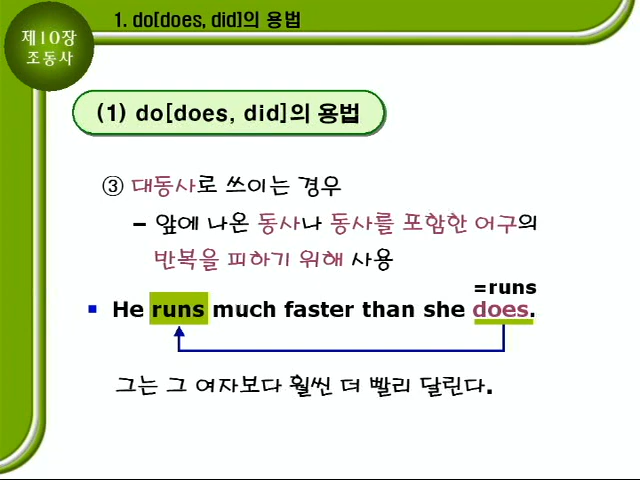 1. do[does, did]의 용법
제10장
조동사
(1) do[does, did]의 용법
③ 대동사로 쓰이는 경우
– 앞에 나온 동사나 동사를 포함한 어구의
반복을 피하기 위해 사용
=runs
▪ He runs much faster than she does.
그는 그 여자보다 훨씬 더 빨리 달린다.